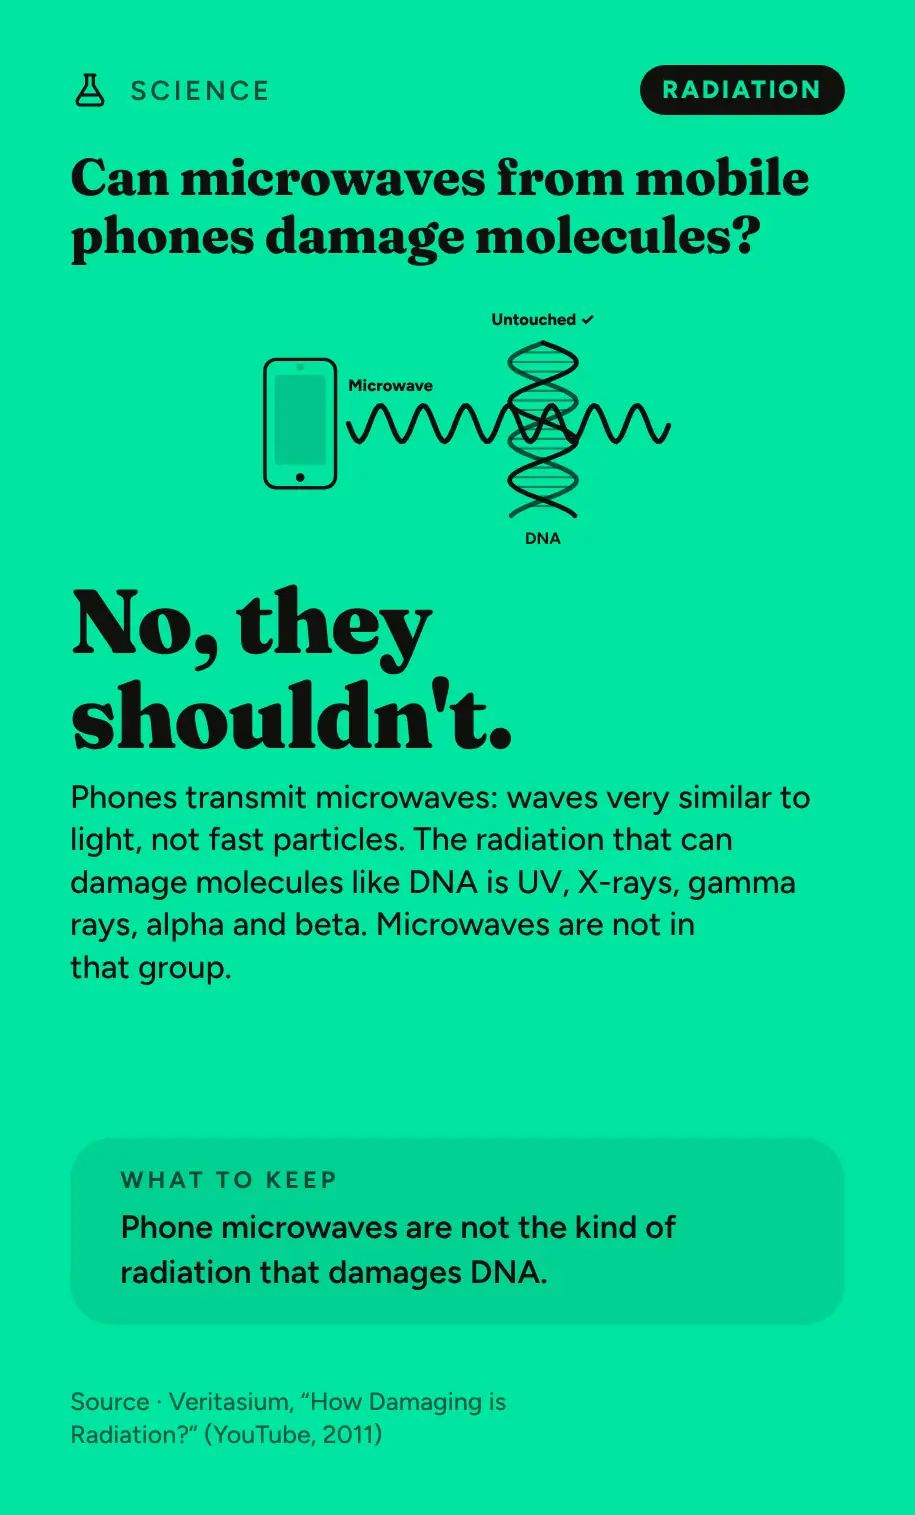 SCIENCE
RADIATION
Can microwaves from mobile
phones damage molecules?
Untouched ✓
Microwave
DNA
No, they
shouldn't.
Phones transmit microwaves: waves very similar to
light, not fast particles. The radiation that can
damage molecules like DNA is UV, X-rays, gamma
rays, alpha and beta. Microwaves are not in
that group.
WHAT TO KEEP
Phone microwaves are not the kind of
radiation that damages DNA.
Source · Veritasium, “How Damaging is
Radiation?” (YouTube, 2011)